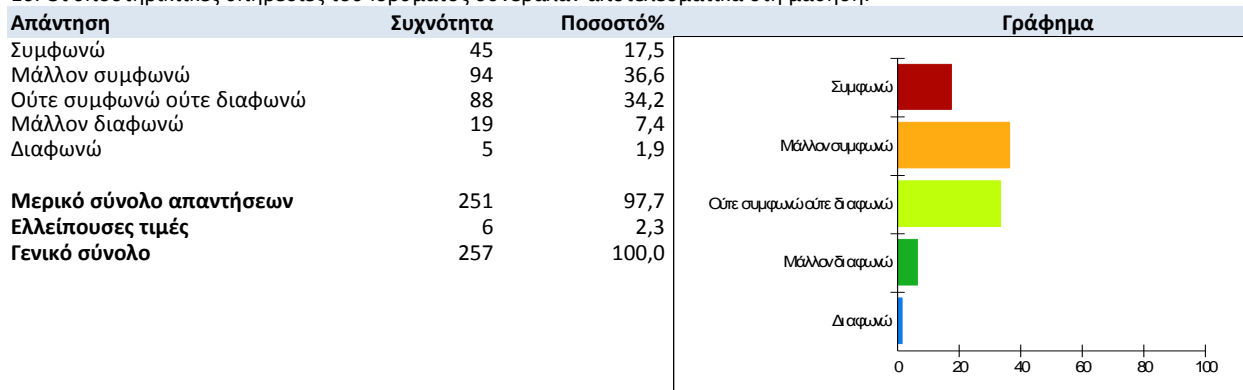 Απάντηση Συχνότητα Ποσοστό% Γράφημα
Συμφωνώ 45 17,5
Μάλλον συμφωνώ 94 36,6
Ούτε συμφωνώ ούτε διαφωνώ 88 34,2
Μάλλον διαφωνώ 19 7,4
Διαφωνώ 5 1,9
Μερικό σύνολο απαντήσεων 251 97,7
Ελλείπουσες τιμές 6 2,3
Γενικό σύνολο 257 100,0
Συμφωνώ
Μάλλον συμφωνώ
Ούτε συμφωνώ ούτε διαφωνώ
Μάλλον διαφωνώ
Διαφωνώ
0 20 40 60 80 100